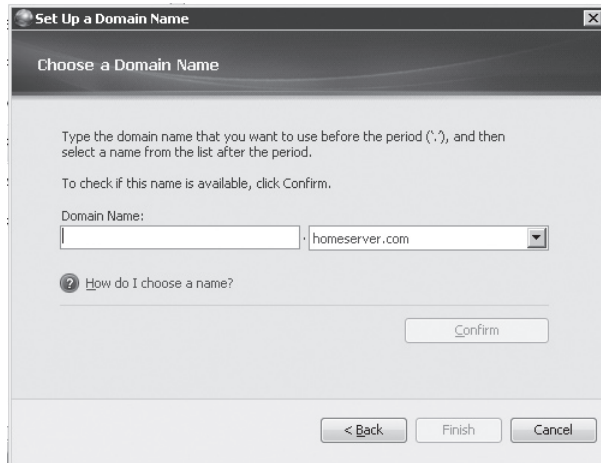 Set Up a Domain Name
Choose a Domain Name
Type the domain name that you want to use before the period ('.'), and then
select a name from the list after the period.
To check if this name is available, click Confirm.
Domain Name:
. homeserver.com
How do I choose a name?
Confirm
< Back Finish Cancel